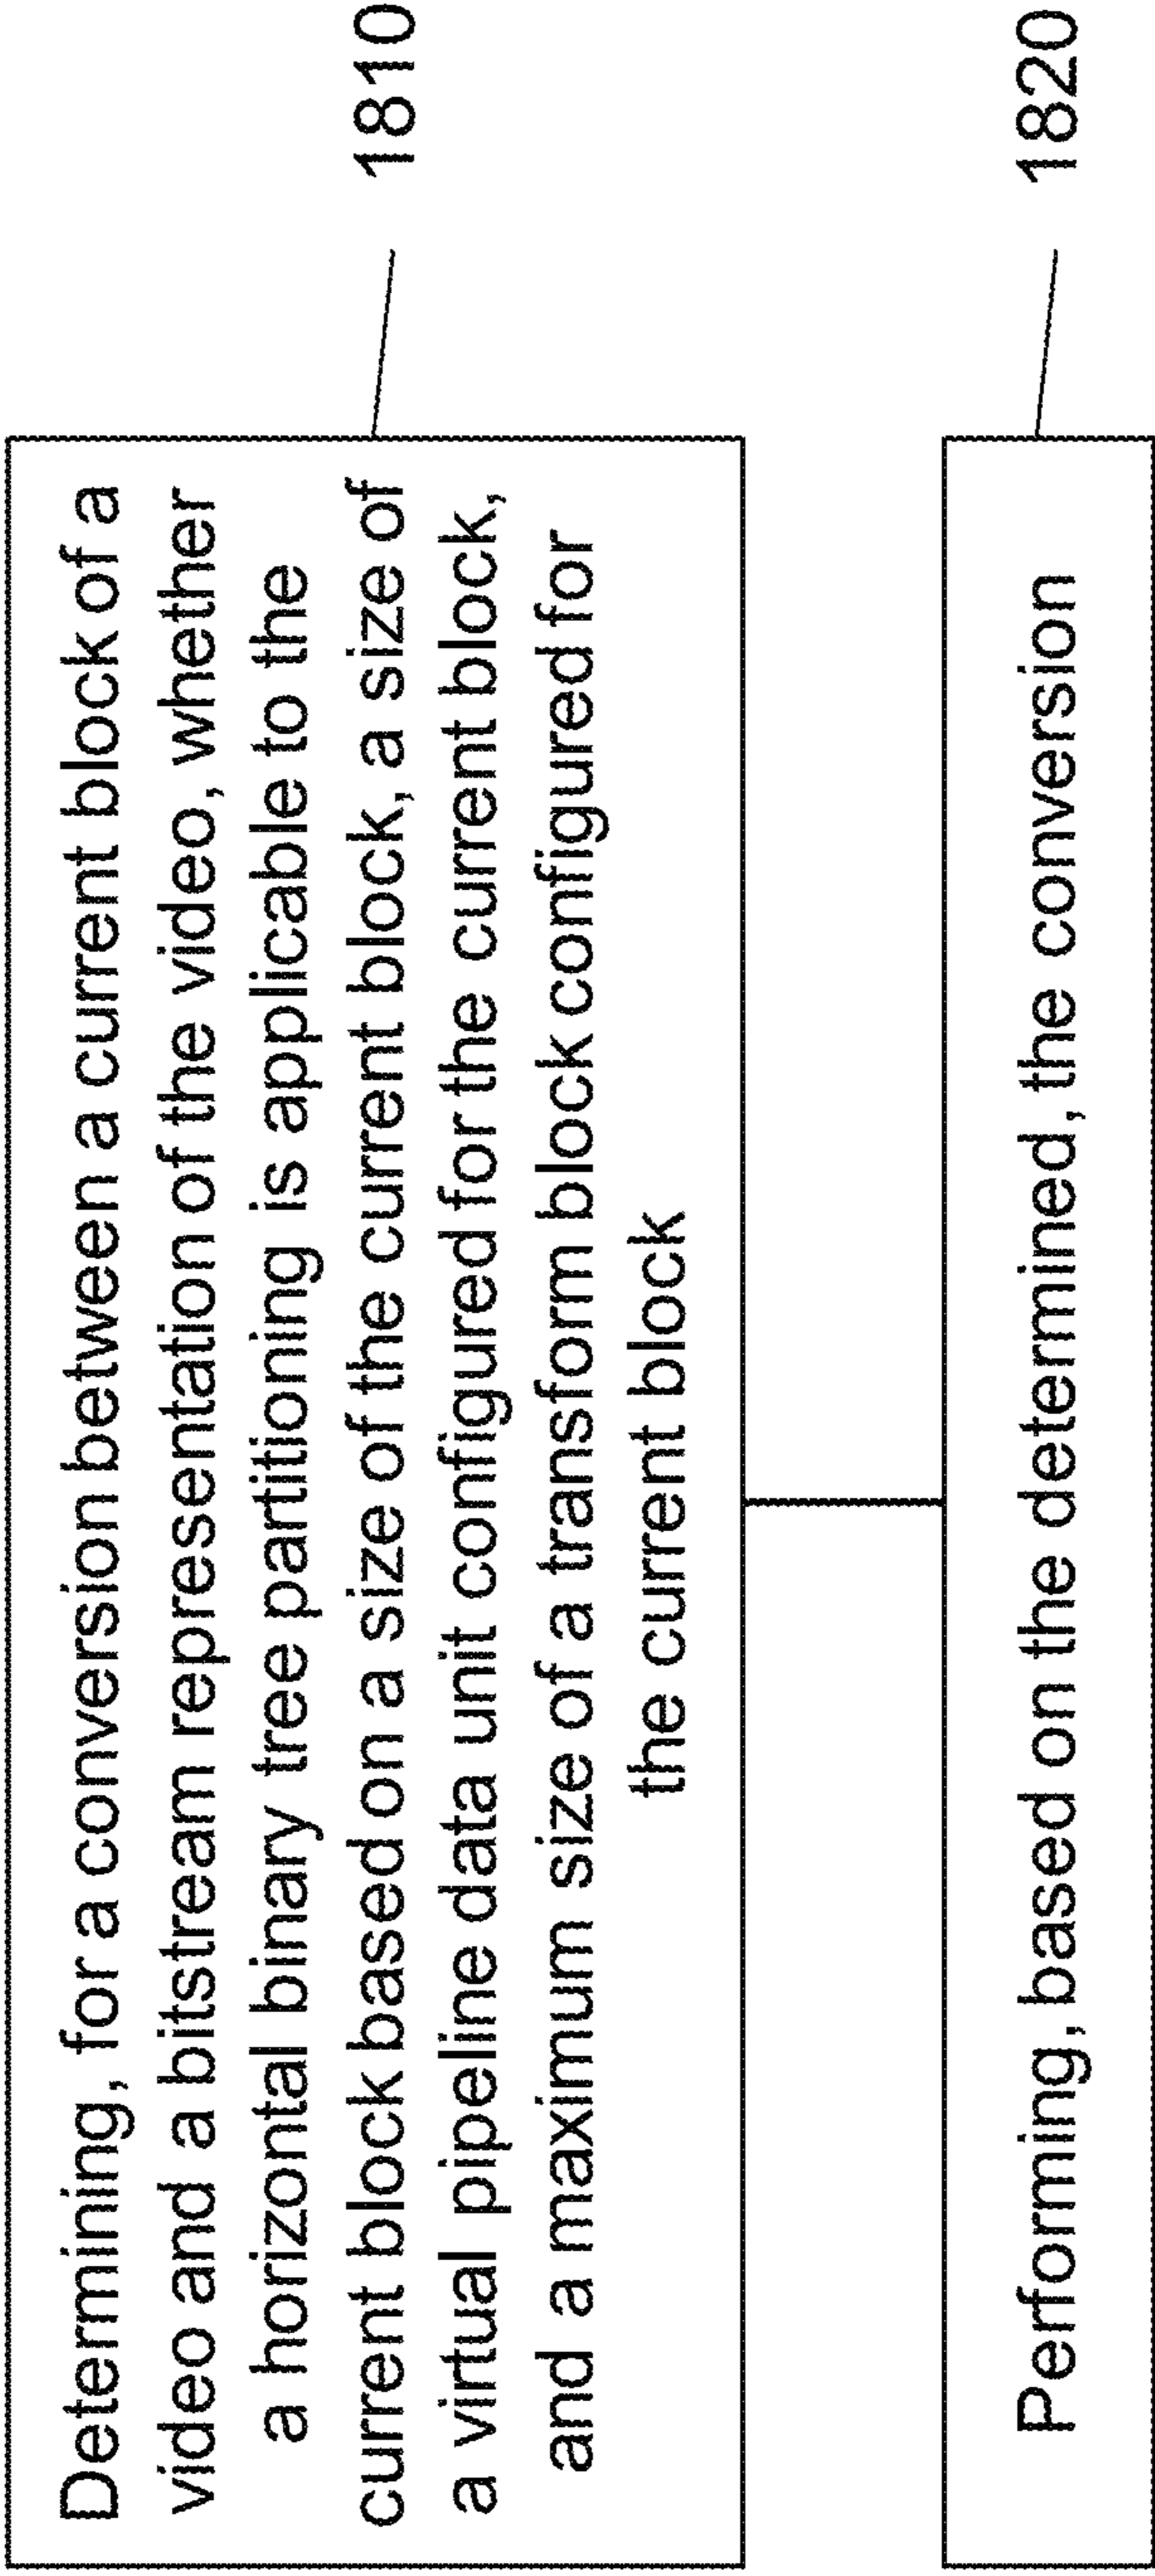 Determining, for a conversion between a current block of a
video and a bitstream representation of the video, whether
a horizontal binary tree partitioning is applicable to the
current block based on a size of the current block, a size of
a virtual pipeline data unit configured for the current block,
and a maximum size of a transform block configured for
the current block
1810
Performing, based on the determined, the conversion
1820